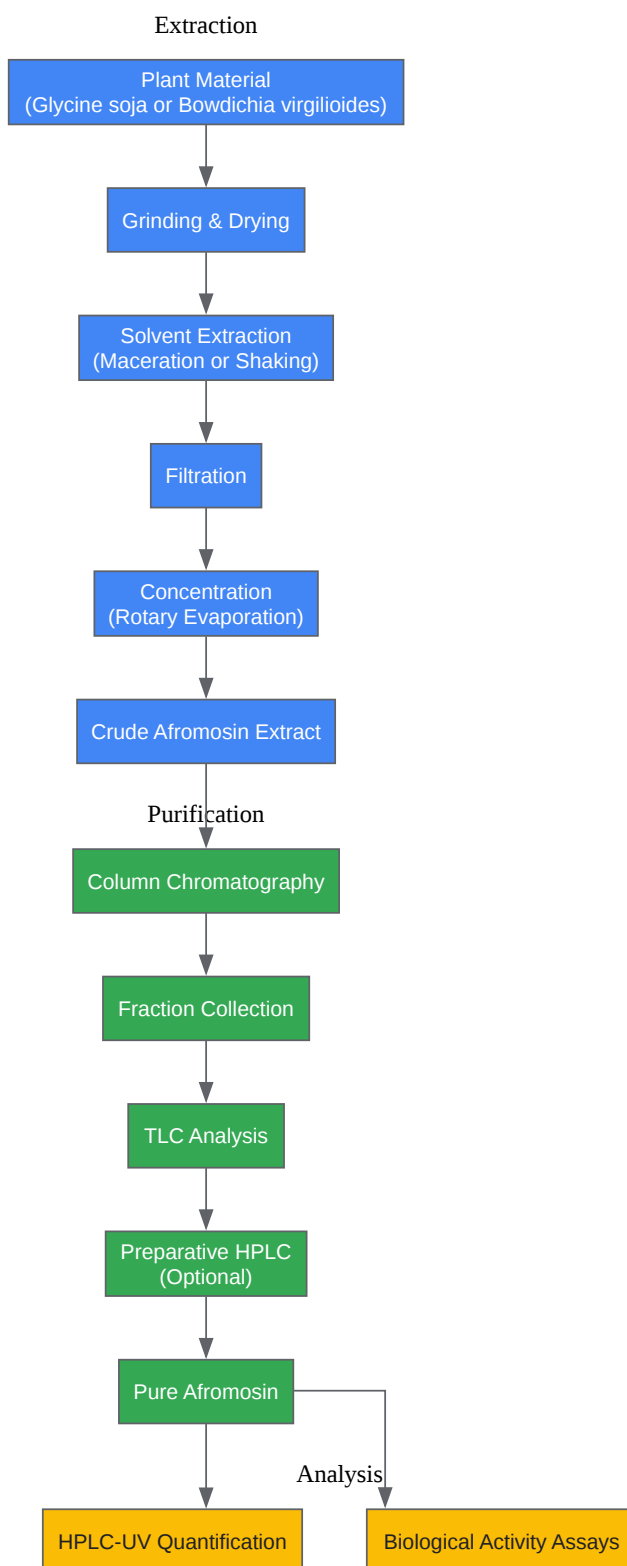 Extraction
Plant Material
(Glycine soja or Bowdichia virgilioides)
Grinding & Drying
Solvent Extraction
(Maceration or Shaking)
Filtration
Concentration
(Rotary Evaporation)
Crude Afromosin Extract
Purification
Column Chromatography
Fraction Collection
TLC Analysis
Preparative HPLC
(Optional)
Pure Afromosin
Analysis
HPLC-UV Quantification
Biological Activity Assays